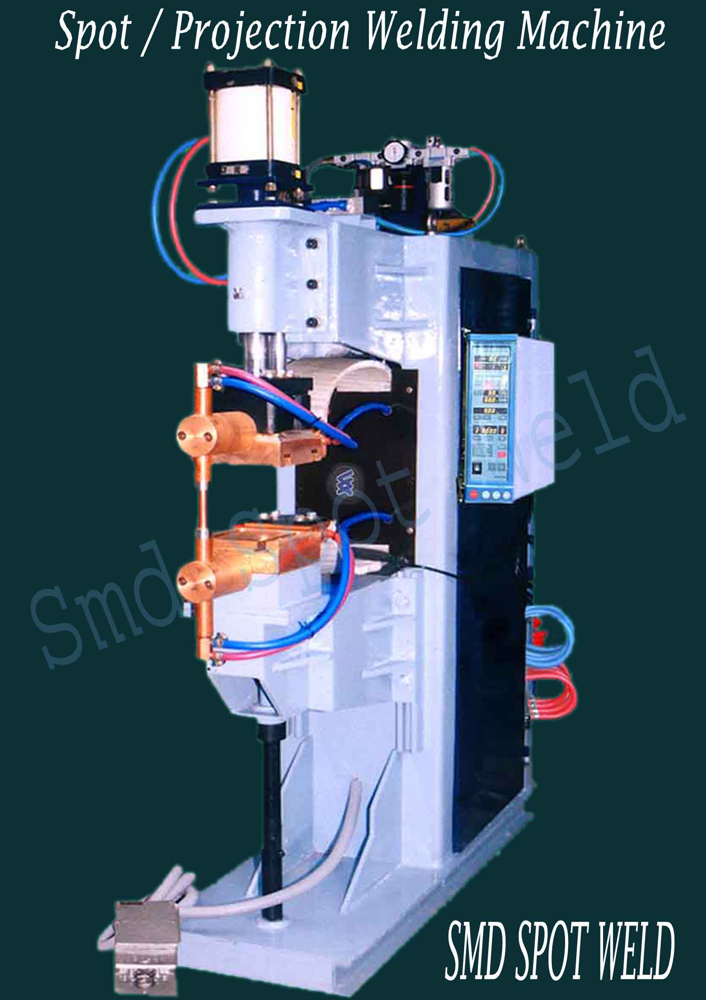 Spot / Projection Welding Machine
Smd spot weld
SMD SPOT WELD